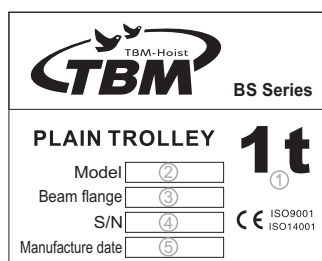 TBM-Hoist
TBM
BS Series
PLAIN TROLLEY
1t
①
Model ②
Beam flange ③
S/N ④
Manufacture date ⑤
CE ISO9001
ISO14001